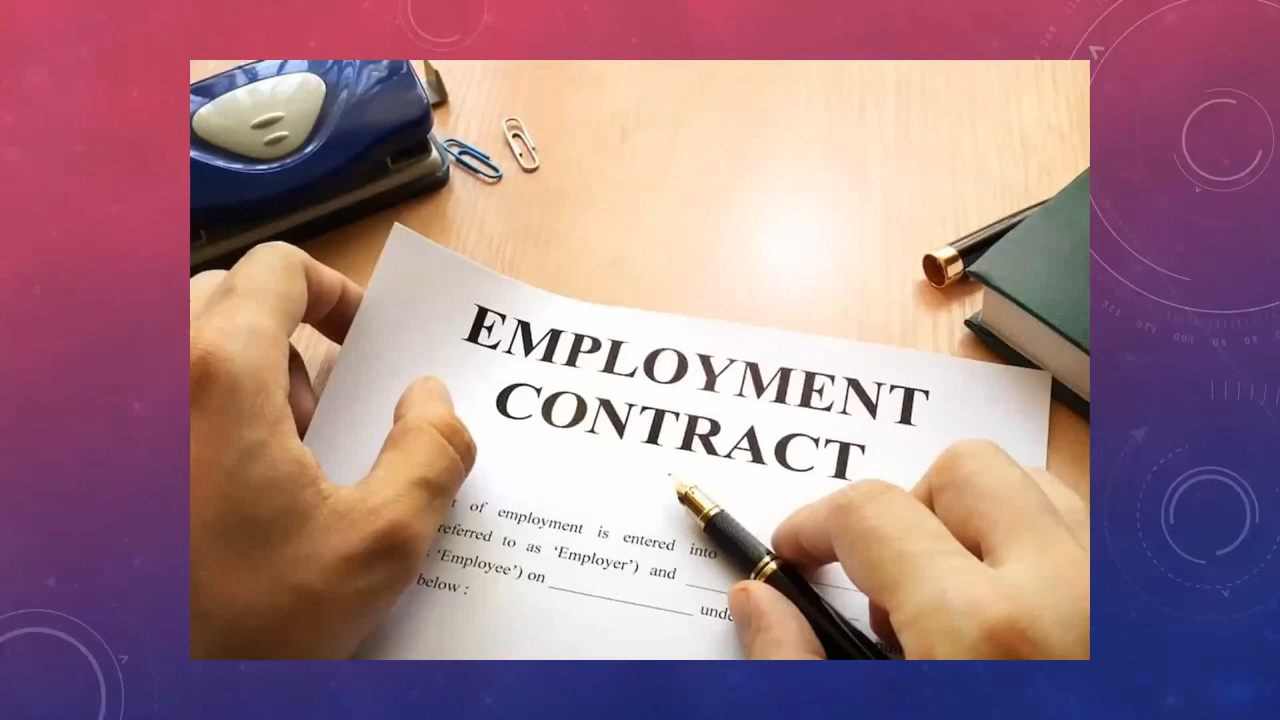 EMPLOYMENT
CONTRACT
of employment is entered into
referred to as ‘Employer’) and
‘Employee’) on
below :